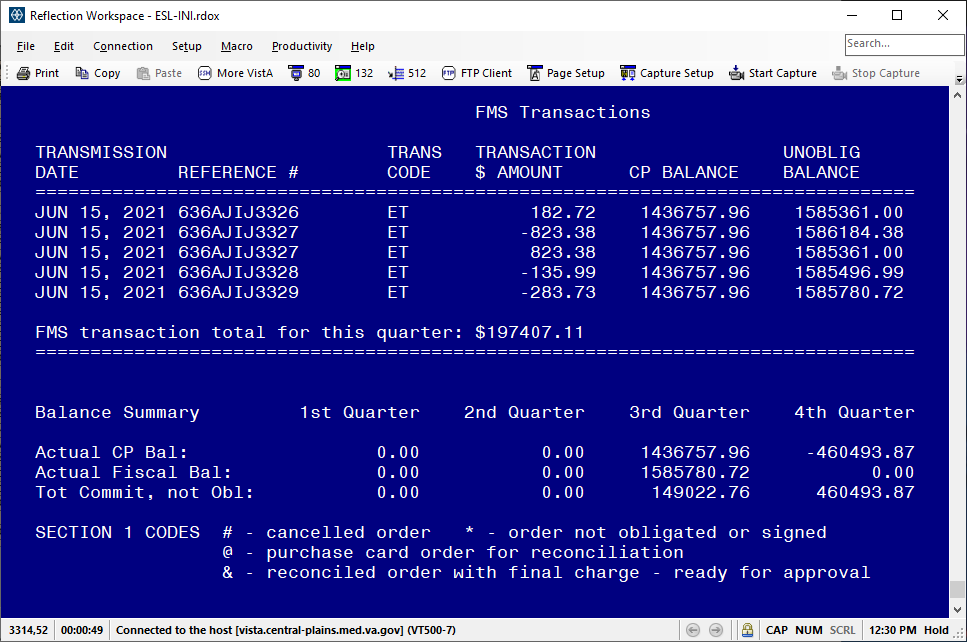 Reflection Workspace - ESL-INI.rdox
File Edit Connection Setup Macro Productivity Help Search...
Print Copy Paste SSH More VistA 80 132 512 FTP FTP Client Page Setup Capture Setup Start Capture Stop Capture
FMS Transactions
TRANSMISSION TRANS TRANSACTION UNOBLIG
DATE REFERENCE # CODE $ AMOUNT CP BALANCE BALANCE
================================================================================
JUN 15, 2021 636AJIJ3326 ET 182.72 1436757.96 1585361.00
JUN 15, 2021 636AJIJ3327 ET -823.38 1436757.96 1586184.38
JUN 15, 2021 636AJIJ3327 ET 823.38 1436757.96 1585361.00
JUN 15, 2021 636AJIJ3328 ET -135.99 1436757.96 1585496.99
JUN 15, 2021 636AJIJ3329 ET -283.73 1436757.96 1585780.72
FMS transaction total for this quarter: $197407.11
================================================================================
Balance Summary 1st Quarter 2nd Quarter 3rd Quarter 4th Quarter
Actual CP Bal: 0.00 0.00 1436757.96 -460493.87
Actual Fiscal Bal: 0.00 0.00 1585780.72 0.00
Tot Commit, not Obl: 0.00 0.00 149022.76 460493.87
SECTION 1 CODES # - cancelled order * - order not obligated or signed
@ - purchase card order for reconciliation
& - reconciled order with final charge - ready for approval
3314,52 00:00:49 Connected to the host [vista.central-plains.med.va.gov] (VT500-7) CAP NUM SCRL 12:30 PM Hold